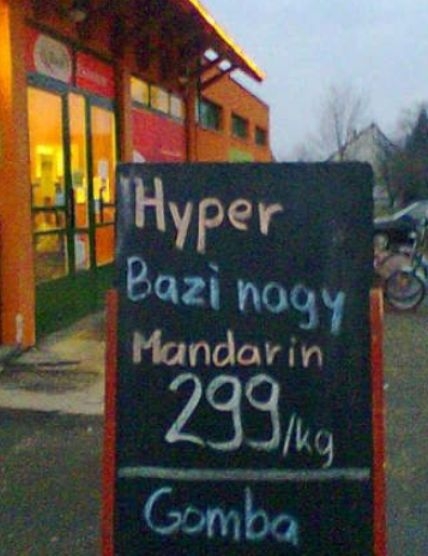 Hyper
Bazi nagy
Mandarin
299/kg
Gomba